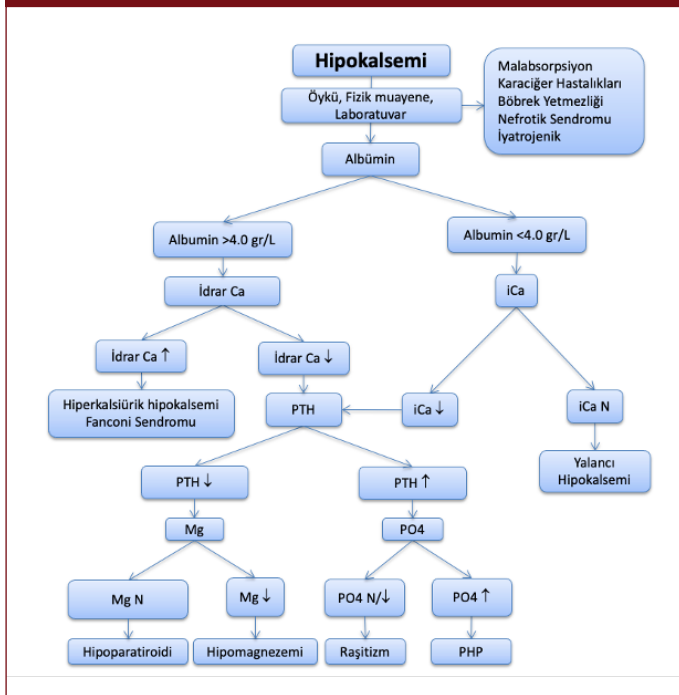 Hipokalsemi
Öykü, Fizik muayene,
Laboratuvar
Malabsorpsiyon
Karaciğer Hastalıkları
Böbrek Yetmezliği
Nefrotik Sendromu
İyatrojenik
Albümin
Albumin >4.0 gr/L
Albumin <4.0 gr/L
İdrar Ca
iCa
İdrar Ca ↑
İdrar Ca ↓
Hiperkalsiürik hipokalsemi
Fanconi Sendromu
PTH
iCa ↓
iCa N
Yalancı
Hipokalsemi
PTH ↓
PTH ↑
Mg
PO4
Mg N
Mg ↓
PO4 N/↓
PO4 ↑
Hipoparatiroidi
Hipomagnezemi
Raşitizm
PHP